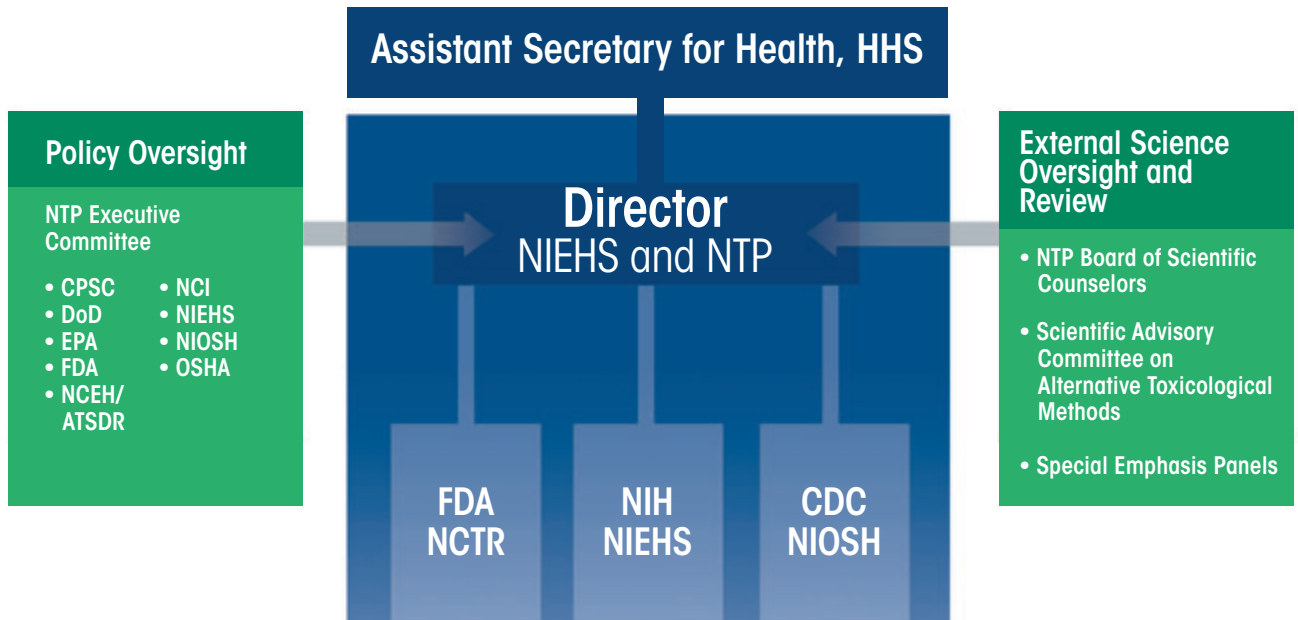 Assistant Secretary for Health, HHS
Policy Oversight
NTP Executive
Committee
• CPSC
• DoD
• EPA
• FDA
• NCEH/
ATSDR
• NCI
• NIEHS
• NIOSH
• OSHA
Director
NIEHS and NTP
External Science
Oversight and
Review
• NTP Board of Scientific
Counselors
• Scientific Advisory
Committee on
Alternative Toxicological
Methods
• Special Emphasis Panels
FDA
NCTR
NIH
NIEHS
CDC
NIOSH